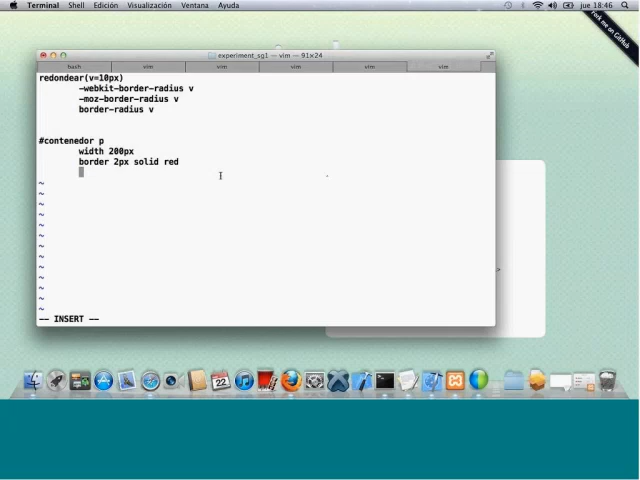 Terminal Shell Edición Visualización Ventana Ayuda jue 18:46
Fork me on GitHub
experiment_sg1 — vim — 91×24
bash vim vim vim vim vim
redondear(v=10px)
-webkit-border-radius v
-moz-border-radius v
border-radius v
#contenedor p
width 200px
border 2px solid red
~
~
~
~
~
~
~
~
~
~
~
~
~
-- INSERT --
>
22